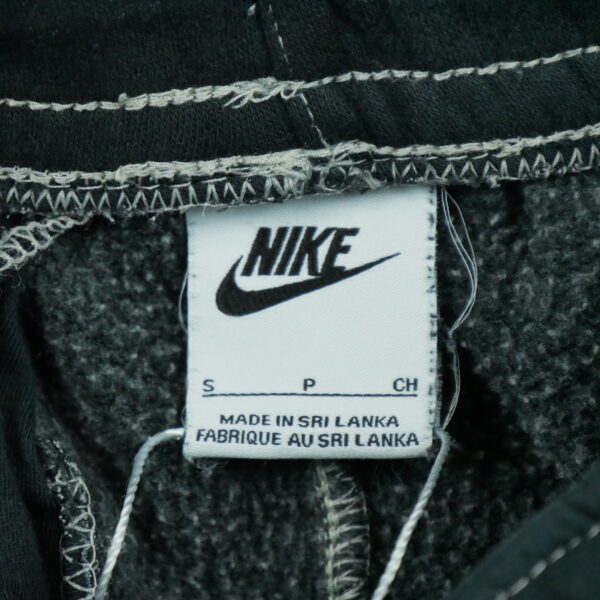 NIKE
S P CH
MADE IN SRI LANKA
FABRIQUE AU SRI LANKA